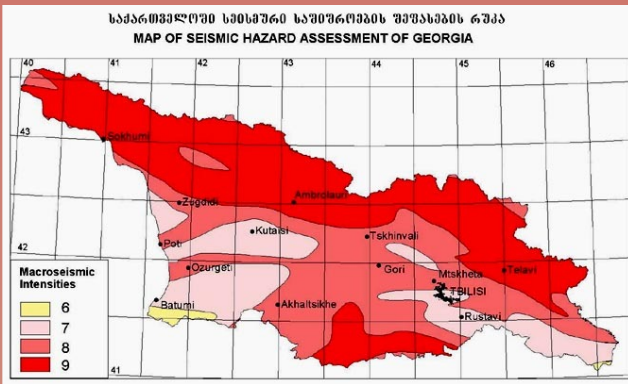 ᲡᲐᲥᲐᲠᲗᲕᲔᲚᲝᲨᲘ ᲡᲔᲘᲡᲛᲣᲠᲘ ᲡᲐᲨᲘᲨᲠᲝᲔᲑᲘᲡ ᲨᲔᲤᲐᲡᲔᲑᲘᲡ ᲠᲣᲙᲐ
MAP OF SEISMIC HAZARD ASSESSMENT OF GEORGIA
40 41 42 43 44 45 46
43
Sokhumi
Zugdidi
Ambrolauri
Poti
Kutaisi
Tskhinvali
42
Ozurgeti
Gori
Mtskheta
Telavi
TBILISI
Batumi
Akhaltsikhe
Rustavi
41
Macroseismic
Intensities
6
7
8
9